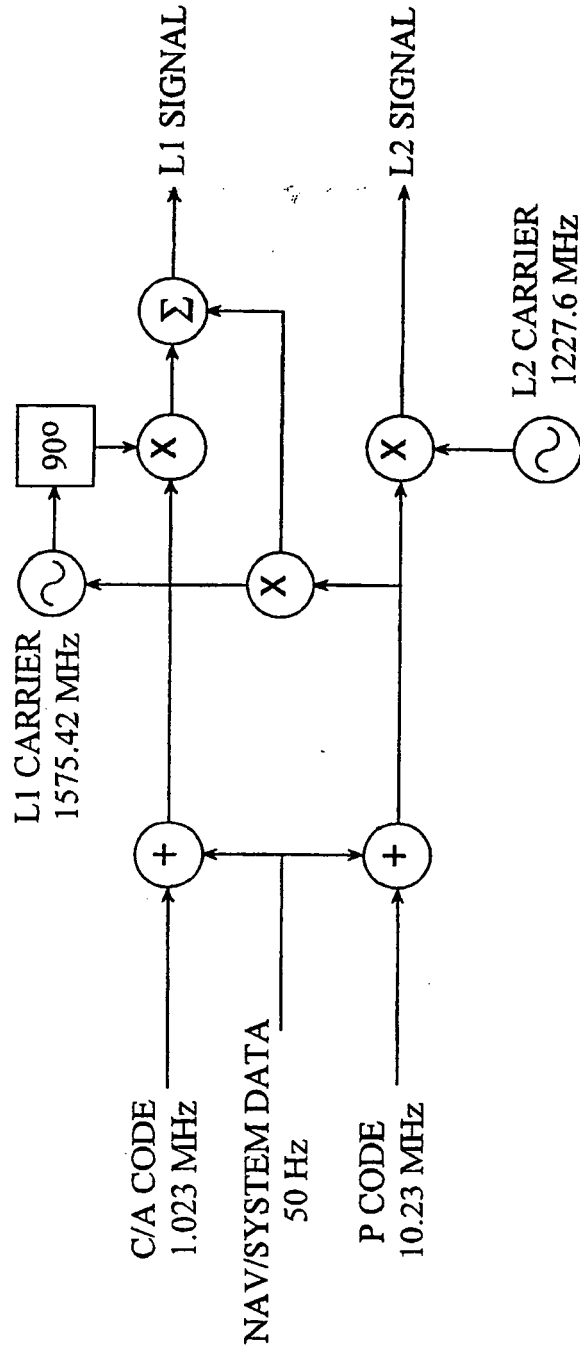 L1 CARRIER
1575.42 MHz
90º
X
Σ
L1 SIGNAL
C/A CODE
1.023 MHz
+
NAV/SYSTEM DATA
50 Hz
X
P CODE
10.23 MHz
+
X
L2 SIGNAL
L2 CARRIER
1227.6 MHz